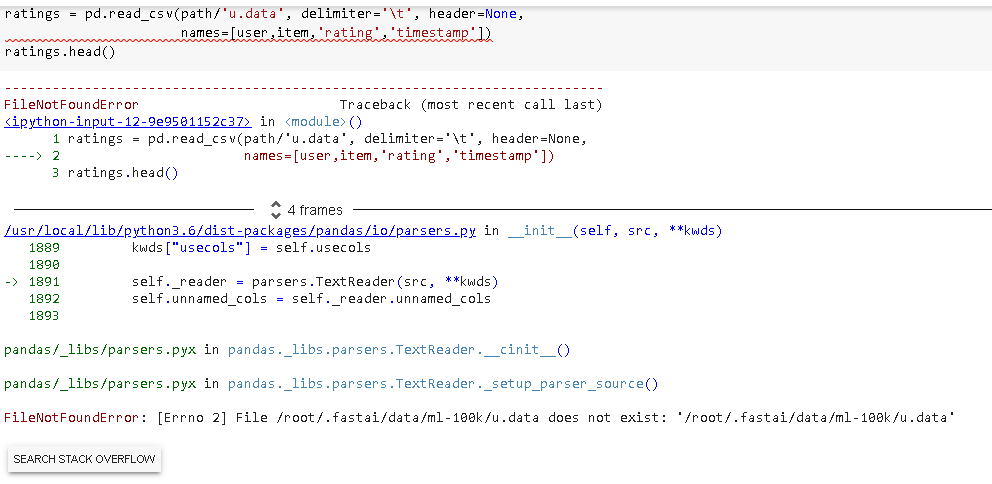 ratings = pd.read_csv(path/'u.data', delimiter='\t', header=None,
                      names=[user,item,'rating','timestamp'])
ratings.head()
---------------------------------------------------------------------------
FileNotFoundError                         Traceback (most recent call last)
<ipython-input-12-9e9501152c37> in <module>()
      1 ratings = pd.read_csv(path/'u.data', delimiter='\t', header=None,
----> 2                       names=[user,item,'rating','timestamp'])
      3 ratings.head()
4 frames
/usr/local/lib/python3.6/dist-packages/pandas/io/parsers.py in __init__(self, src, **kwds)
   1889         kwds["usecols"] = self.usecols
   1890
-> 1891         self._reader = parsers.TextReader(src, **kwds)
   1892         self.unnamed_cols = self._reader.unnamed_cols
   1893
pandas/_libs/parsers.pyx in pandas._libs.parsers.TextReader.__cinit__()
pandas/_libs/parsers.pyx in pandas._libs.parsers.TextReader._setup_parser_source()
FileNotFoundError: [Errno 2] File /root/.fastai/data/ml-100k/u.data does not exist: '/root/.fastai/data/ml-100k/u.data'
SEARCH STACK OVERFLOW